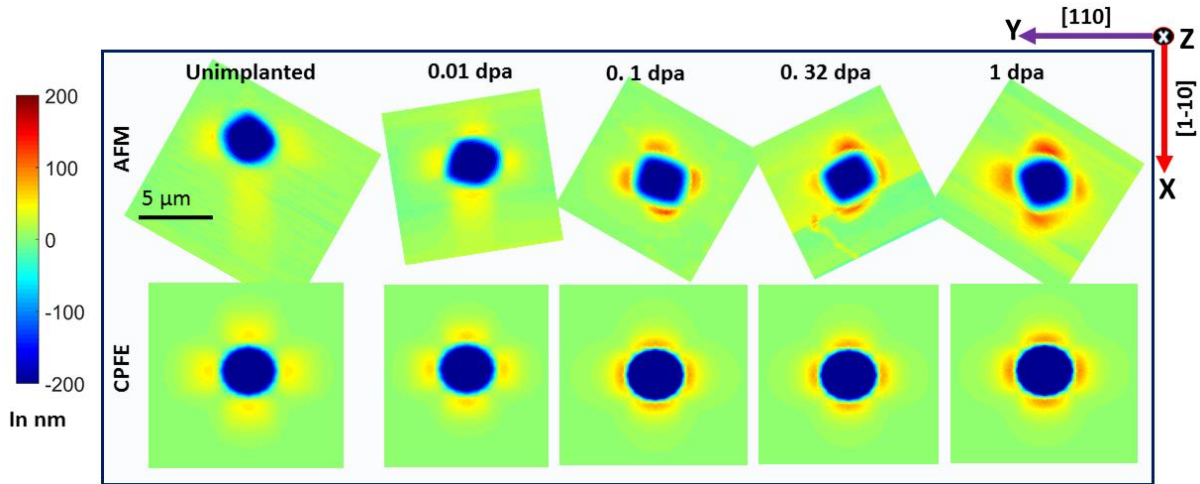 [110]
Y
Z
Unimplanted 0.01 dpa 0. 1 dpa 0. 32 dpa 1 dpa
[1-10]
X
200
100
0
-100
-200
In nm
AFM
5 μm
CPFE